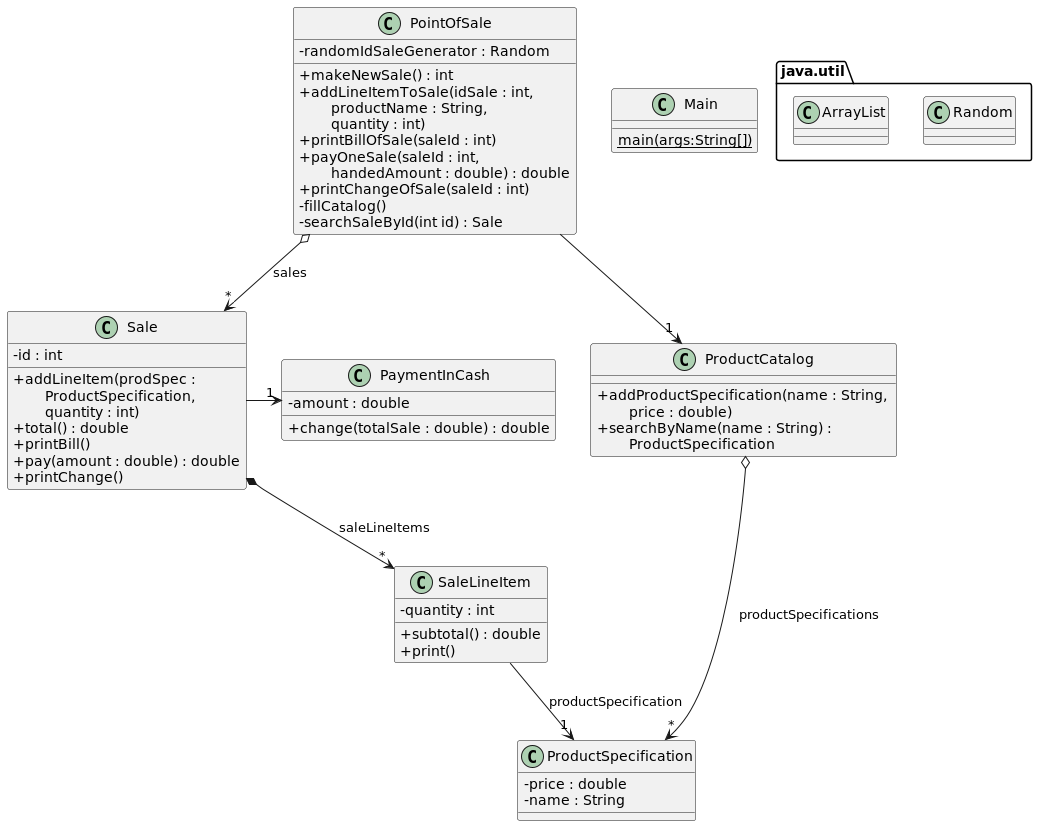 PointOfSale
-randomIdSaleGenerator : Random
+makeNewSale() : int
+addLineItemToSale(idSale : int,
productName : String,
quantity : int)
+printBillOfSale(saleId : int)
+payOneSale(saleId : int,
handedAmount : double) : double
+printChangeOfSale(saleId : int)
-fillCatalog()
-searchSaleById(int id) : Sale
Main
main(args:String[])
java.util
ArrayList
Random
sales
*
1
Sale
-id : int
+addLineItem(prodSpec :
ProductSpecification,
quantity : int)
+total() : double
+printBill()
+pay(amount : double) : double
+printChange()
1
PaymentInCash
-amount : double
+change(totalSale : double) : double
ProductCatalog
+addProductSpecification(name : String,
price : double)
+searchByName(name : String) :
ProductSpecification
saleLineItems
*
SaleLineItem
-quantity : int
+subtotal() : double
+print()
productSpecifications
productSpecification
1
*
ProductSpecification
-price : double
-name : String